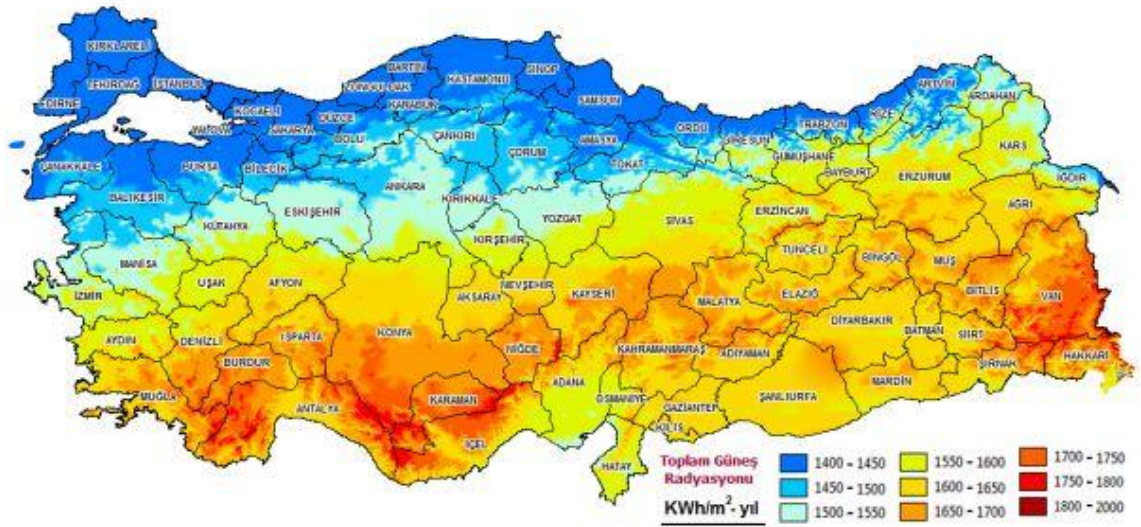 KIRKLARELİ
EDİRNE
TEKİRDAĞ
İSTANBUL
KOCAELİ
YALOVA
SAKARYA
DÜZCE
BOLU
ZONGULDAK
BARTIN
KARABÜK
KASTAMONU
SİNOP
SAMSUN
ÇANKIRI
ÇORUM
AMASYA
TOKAT
ORDU
GİRESUN
TRABZON
RİZE
ARTVİN
ARDAHAN
KARS
IĞDIR
GÜMÜŞHANE
BAYBURT
ERZURUM
AĞRI
ÇANAKKALE
BURSA
BİLECİK
BALIKESİR
KÜTAHYA
ESKİŞEHİR
ANKARA
KIRIKKALE
YOZGAT
SİVAS
ERZİNCAN
TUNCELİ
BİNGÖL
MUŞ
BİTLİS
VAN
MANİSA
UŞAK
AFYON
KIRŞEHİR
NEVŞEHİR
AKSARAY
KAYSERİ
MALATYA
ELAZIĞ
DİYARBAKIR
BATMAN
SİİRT
ŞIRNAK
HAKKARİ
İZMİR
AYDIN
DENİZLİ
ISPARTA
BURDUR
KONYA
NİĞDE
KAHRAMANMARAŞ
ADIYAMAN
MARDİN
MUĞLA
ANTALYA
KARAMAN
İÇEL
ADANA
OSMANİYE
GAZİANTEP
KİLİS
ŞANLIURFA
HATAY
Toplam Güneş
Radyasyonu
KWh/m²- yıl
1400 - 1450
1450 - 1500
1500 - 1550
1550 - 1600
1600 - 1650
1650 - 1700
1700 - 1750
1750 - 1800
1800 - 2000